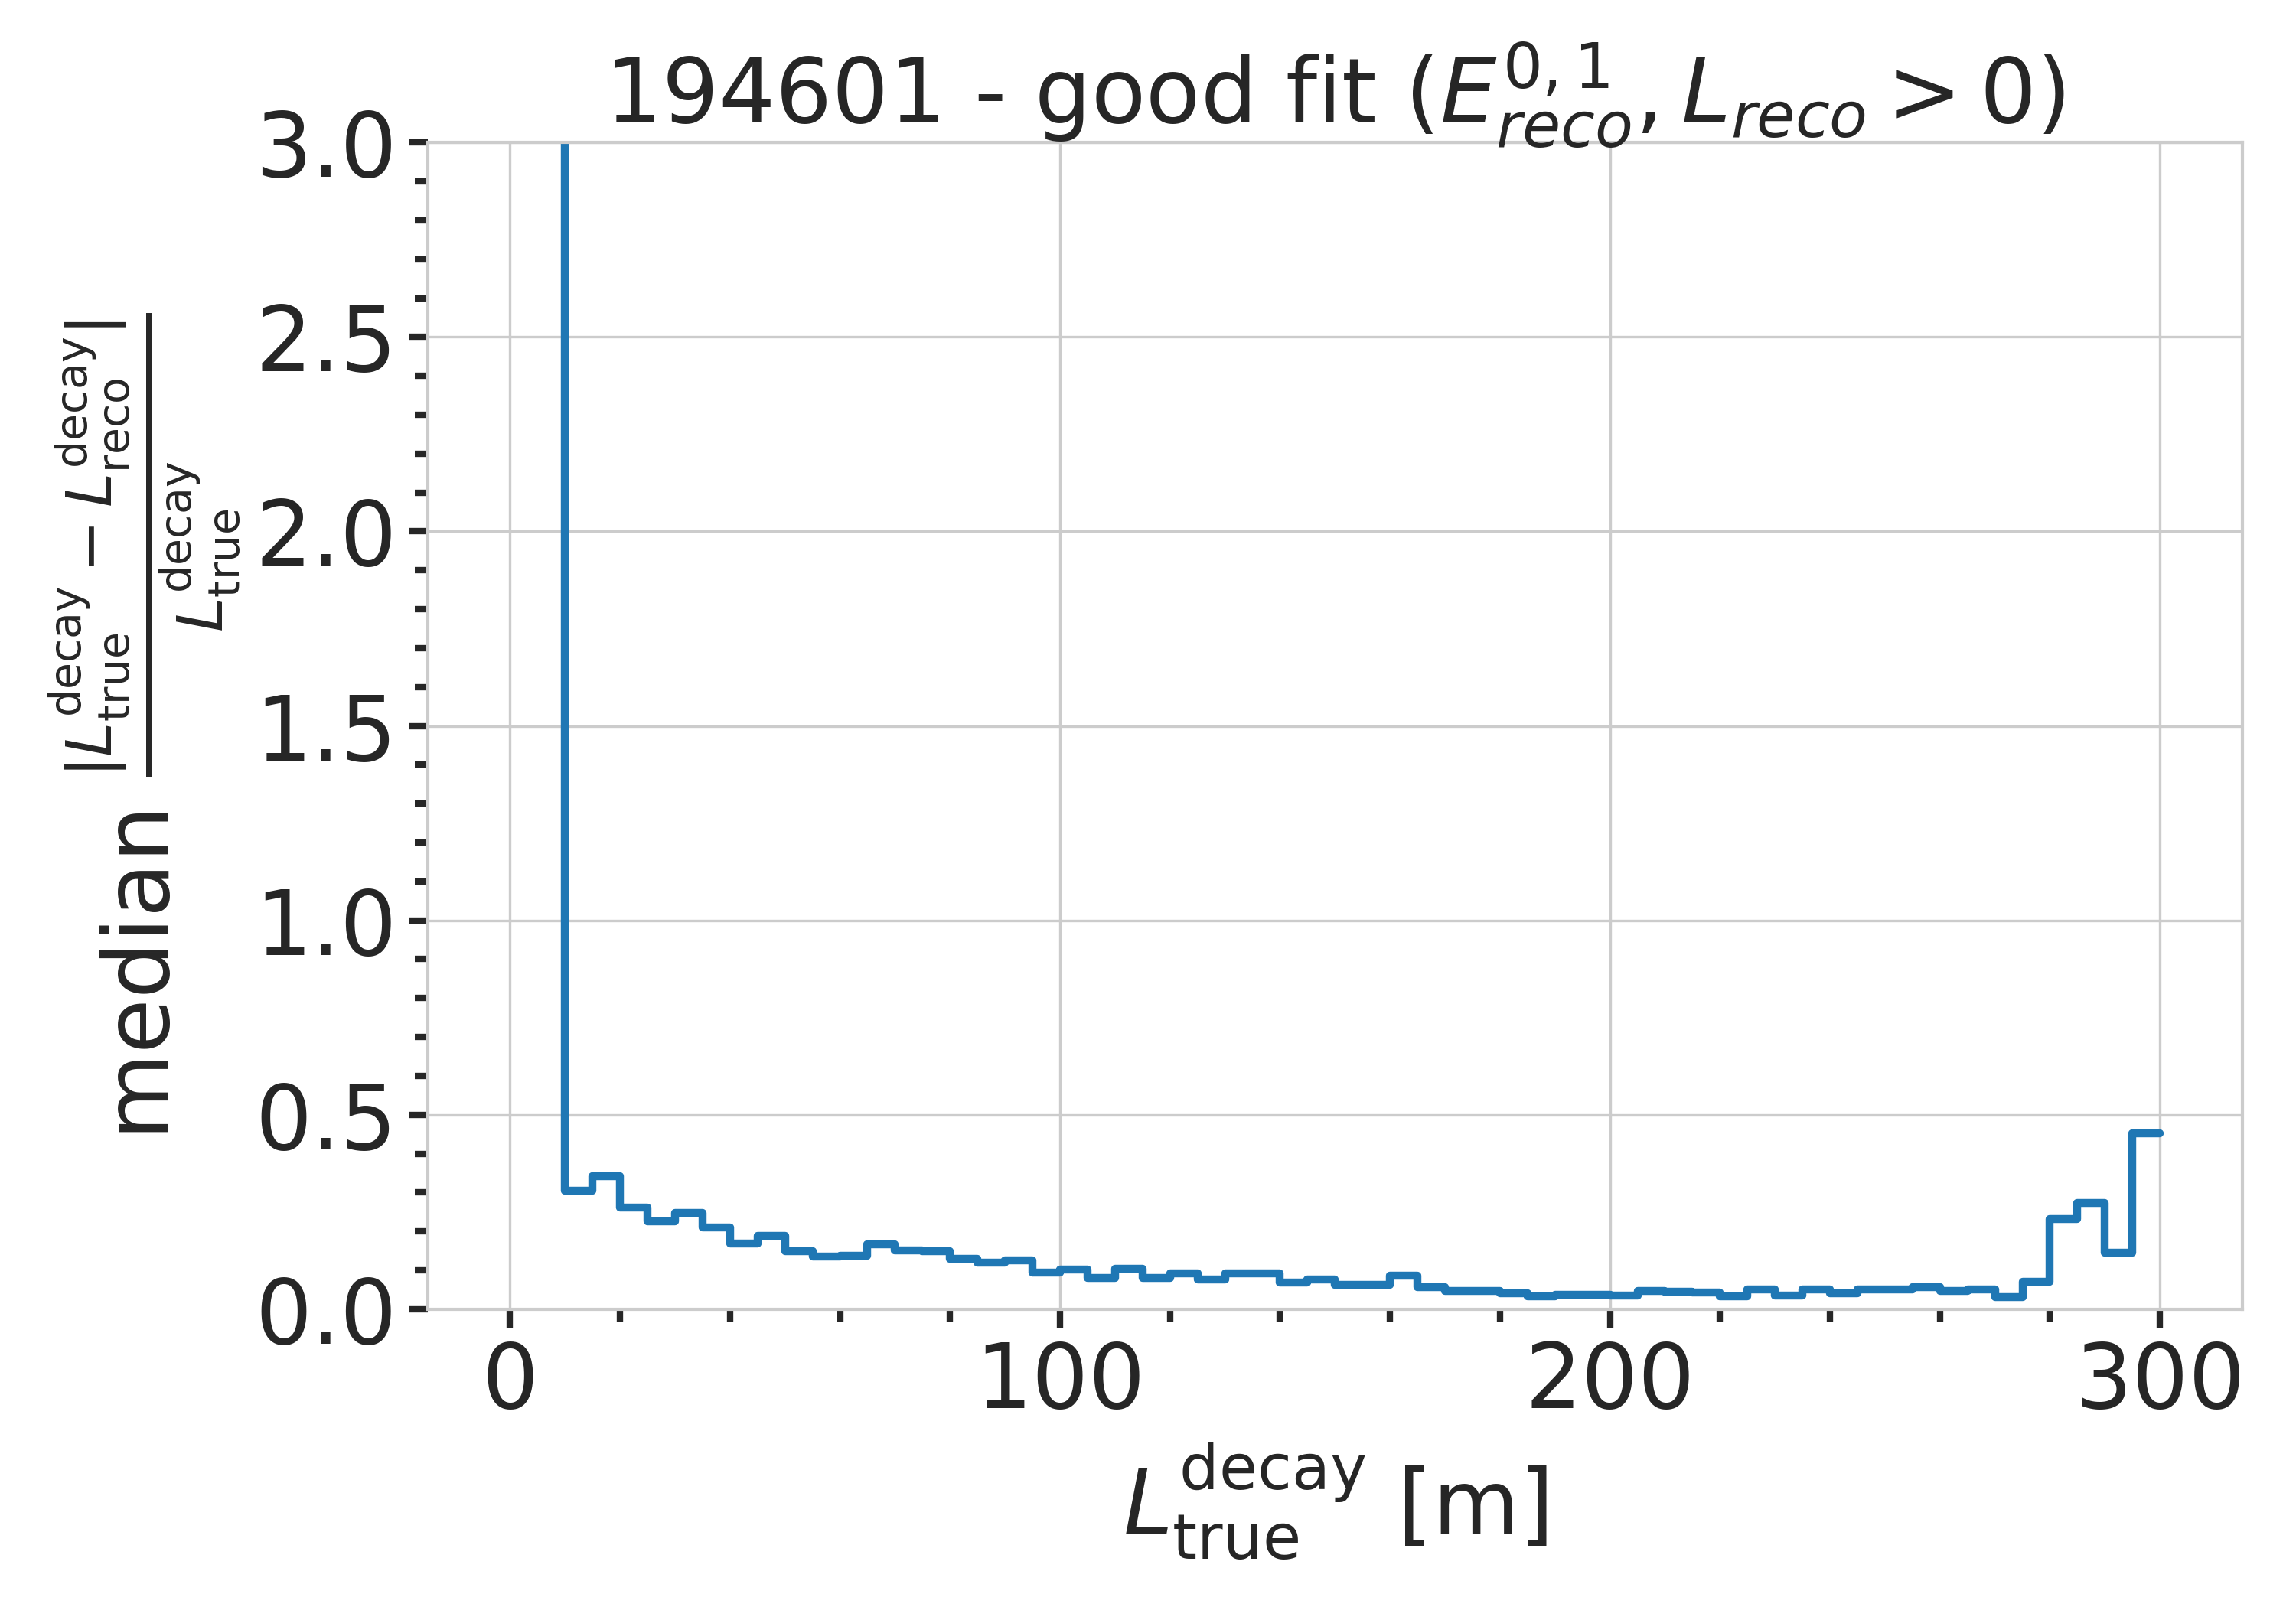 194601 - good fit (E^{0,1}_{reco}, L_{reco} > 0)
median |L^{decay}_{true} − L^{decay}_{reco}| / L^{decay}_{true}
3.0
2.5
2.0
1.5
1.0
0.5
0.0
0 100 200 300
L^{decay}_{true} [m]